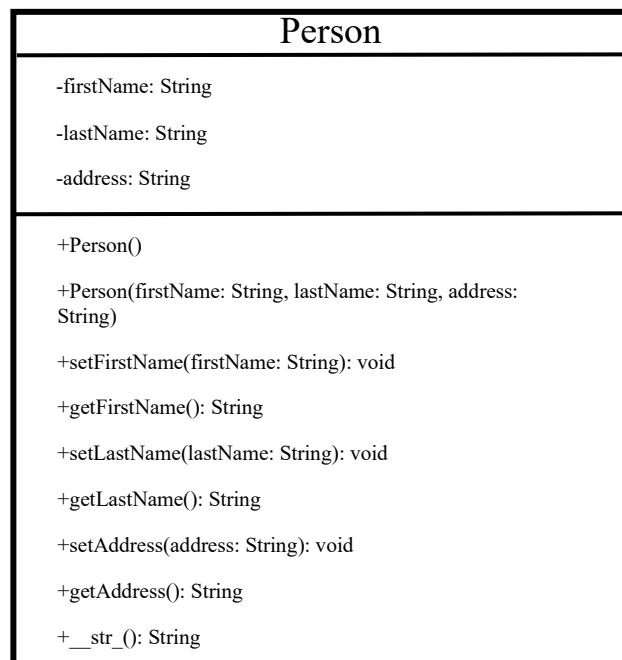 Person
-firstName: String
-lastName: String
-address: String
+Person()
+Person(firstName: String, lastName: String, address:
String)
+setFirstName(firstName: String): void
+getFirstName(): String
+setLastName(lastName: String): void
+getLastName(): String
+setAddress(address: String): void
+getAddress(): String
+__str_(): String